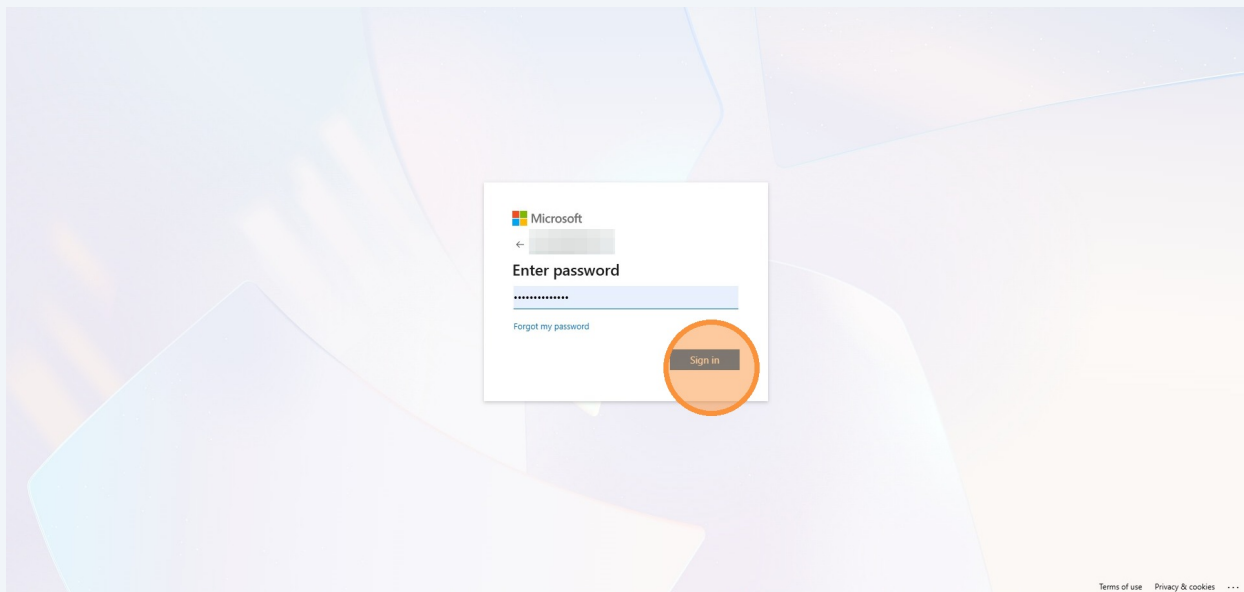 Microsoft
Enter password
••••••••••••••
Forgot my password
Sign in
Terms of use Privacy & cookies ...